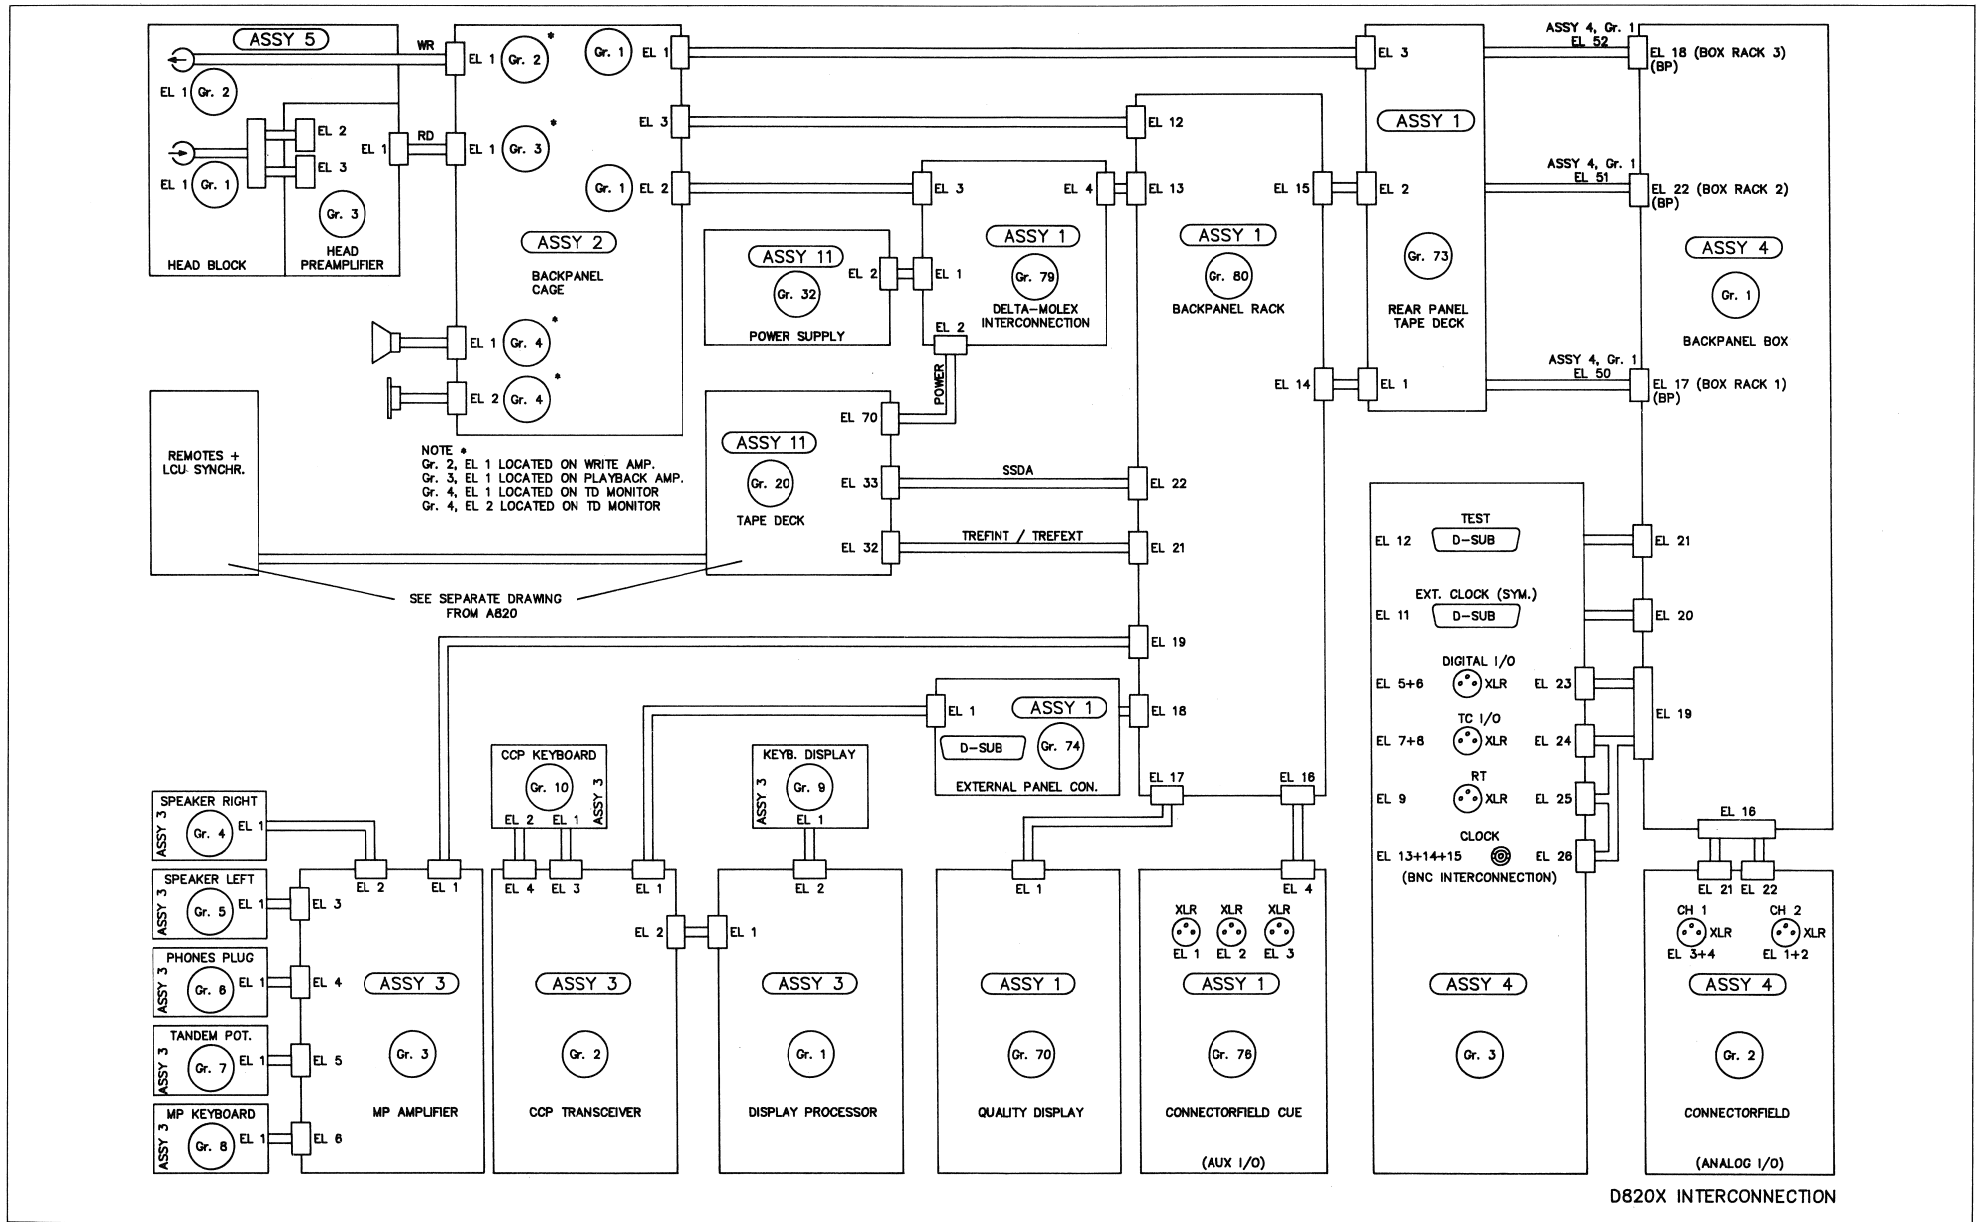 ASSY 5
WR
EL 1
Gr. 2
EL 2
EL 3
EL 1
Gr. 1
Gr. 3
HEAD
PREAMPLIFIER
HEAD BLOCK
EL 1
RD
EL 1
Gr. 2
*
Gr. 1
EL 1
EL 3
EL 1
Gr. 3
*
Gr. 1
EL 2
ASSY 2
BACKPANEL
CAGE
EL 1
Gr. 4
*
EL 2
Gr. 4
*
NOTE *
Gr. 2, EL 1 LOCATED ON WRITE AMP.
Gr. 3, EL 1 LOCATED ON PLAYBACK AMP.
Gr. 4, EL 1 LOCATED ON TD MONITOR
Gr. 4, EL 2 LOCATED ON TD MONITOR
ASSY 11
Gr. 32
EL 2
POWER SUPPLY
EL 3
EL 4
ASSY 1
Gr. 79
EL 1
DELTA-MOLEX
INTERCONNECTION
EL 2
POWER
EL 12
EL 13
EL 15
ASSY 1
Gr. 80
BACKPANEL RACK
EL 14
EL 22
EL 21
EL 19
EL 18
EL 17
EL 16
EL 3
ASSY 1
EL 2
Gr. 73
REAR PANEL
TAPE DECK
EL 1
ASSY 4, Gr. 1
EL 52
EL 18 (BOX RACK 3)
(BP)
ASSY 4, Gr. 1
EL 51
EL 22 (BOX RACK 2)
(BP)
ASSY 4
Gr. 1
BACKPANEL BOX
ASSY 4, Gr. 1
EL 50
EL 17 (BOX RACK 1)
(BP)
EL 21
EL 20
EL 19
EL 16
REMOTES +
LCU SYNCHR.
EL 70
ASSY 11
Gr. 20
EL 33
TAPE DECK
EL 32
SSDA
TREFINT / TREFEXT
SEE SEPARATE DRAWING
FROM A820
TEST
EL 12
D-SUB
EXT. CLOCK (SYM.)
EL 11
D-SUB
DIGITAL I/O
EL 5+6
XLR
EL 23
TC I/O
EL 7+8
XLR
EL 24
RT
EL 9
XLR
EL 25
CLOCK
EL 13+14+15
EL 26
(BNC INTERCONNECTION)
ASSY 4
Gr. 3
EL 1
ASSY 1
D-SUB
Gr. 74
EXTERNAL PANEL CON.
CCP KEYBOARD
Gr. 10
ASSY 3
EL 2
EL 1
KEYB. DISPLAY
ASSY 3
Gr. 9
EL 1
SPEAKER RIGHT
ASSY 3
Gr. 4
EL 1
SPEAKER LEFT
ASSY 3
Gr. 5
EL 1
PHONES PLUG
ASSY 3
Gr. 6
EL 1
TANDEM POT.
ASSY 3
Gr. 7
EL 1
MP KEYBOARD
ASSY 3
Gr. 8
EL 1
EL 2
EL 1
EL 3
EL 4
EL 5
EL 6
ASSY 3
Gr. 3
MP AMPLIFIER
EL 4
EL 3
EL 1
EL 2
ASSY 3
Gr. 2
CCP TRANSCEIVER
EL 2
EL 1
ASSY 3
Gr. 1
DISPLAY PROCESSOR
EL 1
ASSY 1
Gr. 70
QUALITY DISPLAY
EL 4
XLR
XLR
XLR
EL 1
EL 2
EL 3
ASSY 1
Gr. 76
CONNECTORFIELD CUE
(AUX I/O)
EL 21
EL 22
CH 1
XLR
EL 3+4
CH 2
XLR
EL 1+2
ASSY 4
Gr. 2
CONNECTORFIELD
(ANALOG I/O)
D820X INTERCONNECTION